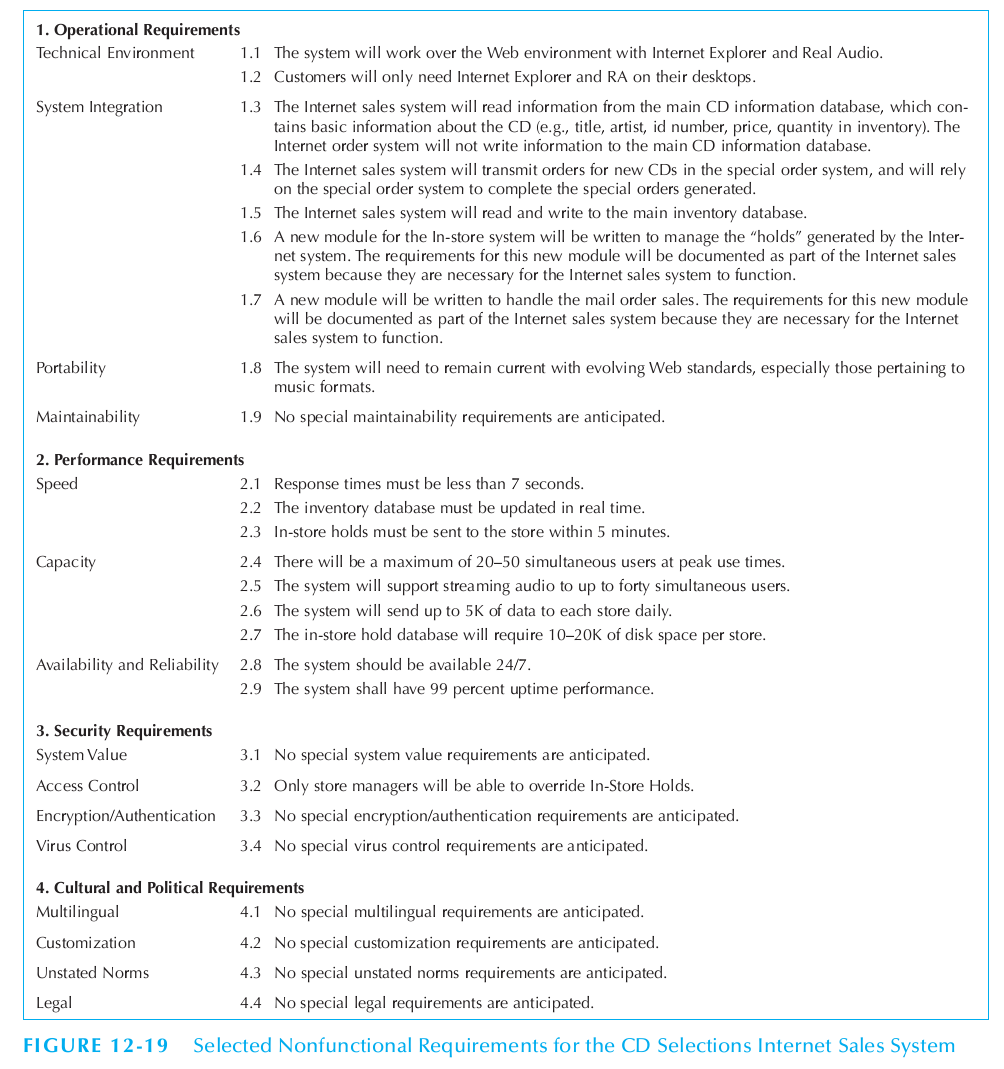 1. Operational Requirements
Technical Environment 1.1 The system will work over the Web environment with Internet Explorer and Real Audio.
1.2 Customers will only need Internet Explorer and RA on their desktops.
System Integration 1.3 The Internet sales system will read information from the main CD information database, which con-
tains basic information about the CD (e.g., title, artist, id number, price, quantity in inventory). The
Internet order system will not write information to the main CD information database.
1.4 The Internet sales system will transmit orders for new CDs in the special order system, and will rely
on the special order system to complete the special orders generated.
1.5 The Internet sales system will read and write to the main inventory database.
1.6 A new module for the In-store system will be written to manage the “holds” generated by the Inter-
net system. The requirements for this new module will be documented as part of the Internet sales
system because they are necessary for the Internet sales system to function.
1.7 A new module will be written to handle the mail order sales. The requirements for this new module
will be documented as part of the Internet sales system because they are necessary for the Internet
sales system to function.
Portability 1.8 The system will need to remain current with evolving Web standards, especially those pertaining to
music formats.
Maintainability 1.9 No special maintainability requirements are anticipated.
2. Performance Requirements
Speed 2.1 Response times must be less than 7 seconds.
2.2 The inventory database must be updated in real time.
2.3 In-store holds must be sent to the store within 5 minutes.
Capacity 2.4 There will be a maximum of 20–50 simultaneous users at peak use times.
2.5 The system will support streaming audio to up to forty simultaneous users.
2.6 The system will send up to 5K of data to each store daily.
2.7 The in-store hold database will require 10–20K of disk space per store.
Availability and Reliability 2.8 The system should be available 24/7.
2.9 The system shall have 99 percent uptime performance.
3. Security Requirements
System Value 3.1 No special system value requirements are anticipated.
Access Control 3.2 Only store managers will be able to override In-Store Holds.
Encryption/Authentication 3.3 No special encryption/authentication requirements are anticipated.
Virus Control 3.4 No special virus control requirements are anticipated.
4. Cultural and Political Requirements
Multilingual 4.1 No special multilingual requirements are anticipated.
Customization 4.2 No special customization requirements are anticipated.
Unstated Norms 4.3 No special unstated norms requirements are anticipated.
Legal 4.4 No special legal requirements are anticipated.
FIGURE 12-19 Selected Nonfunctional Requirements for the CD Selections Internet Sales System